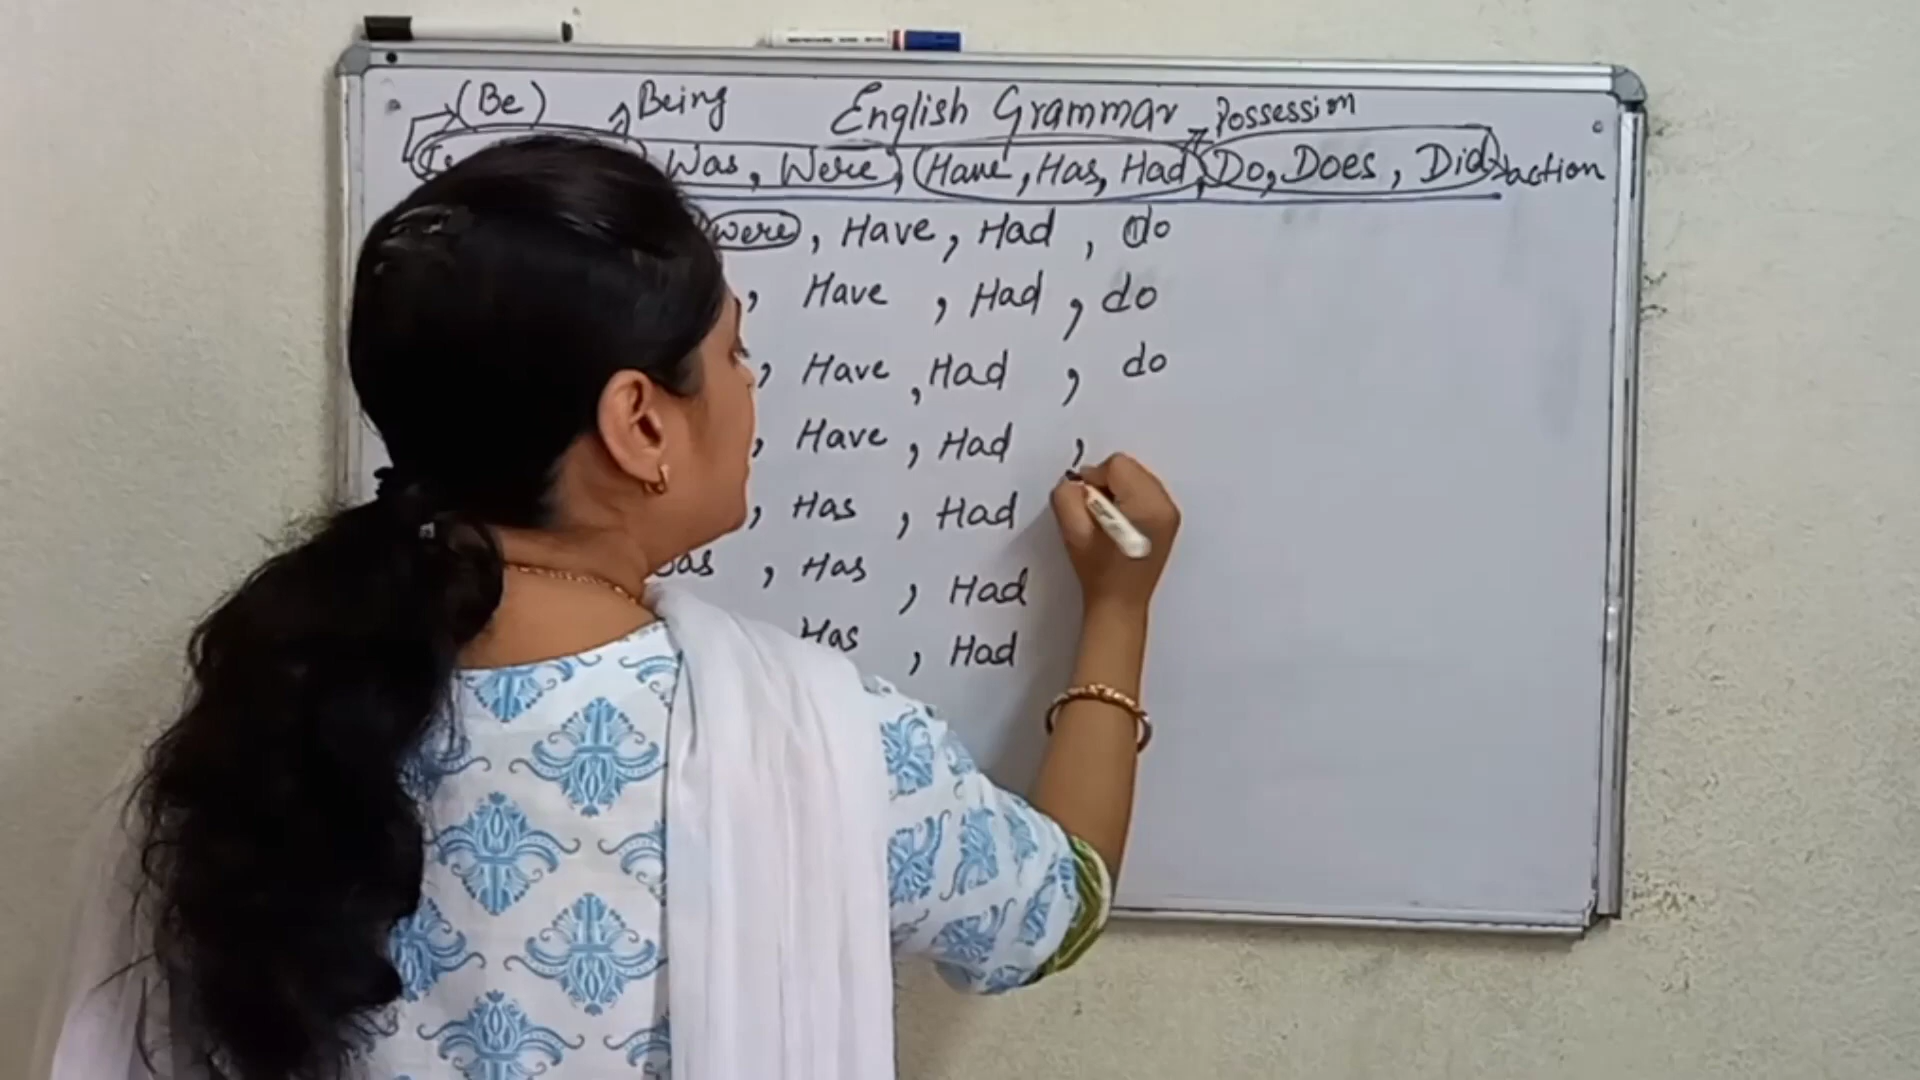 (Be) Being English Grammar Possession
Was, Were, (Have, Has, Had, Do, Does, Did) action
Were, Have, Had, do
, Have, Had, do
, Have, Had, do
, Have, Had,
, Has, Had
, Has, Had
Has, Had